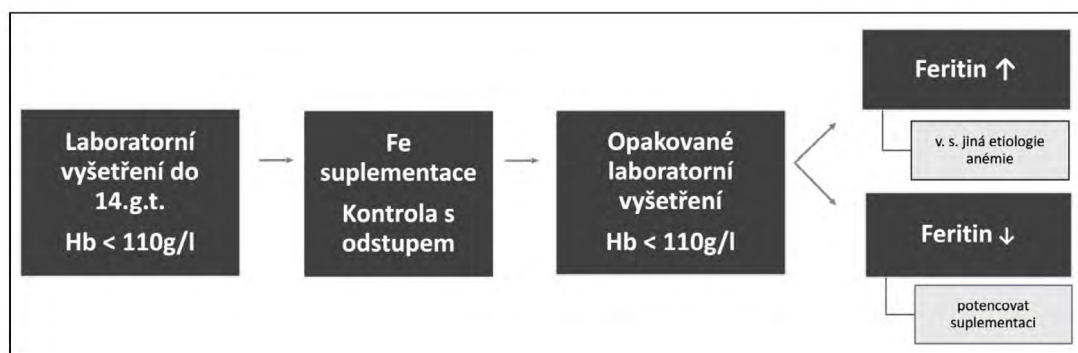 Laboratorní
vyšetření do
14.g.t.
Hb < 110g/l
Fe
suplementace
Kontrola s
odstupem
Opakované
laboratorní
vyšetření
Hb < 110g/l
Feritin ↑
v. s. jiná etiologie
anémie
Feritin ↓
potencovat
suplementaci